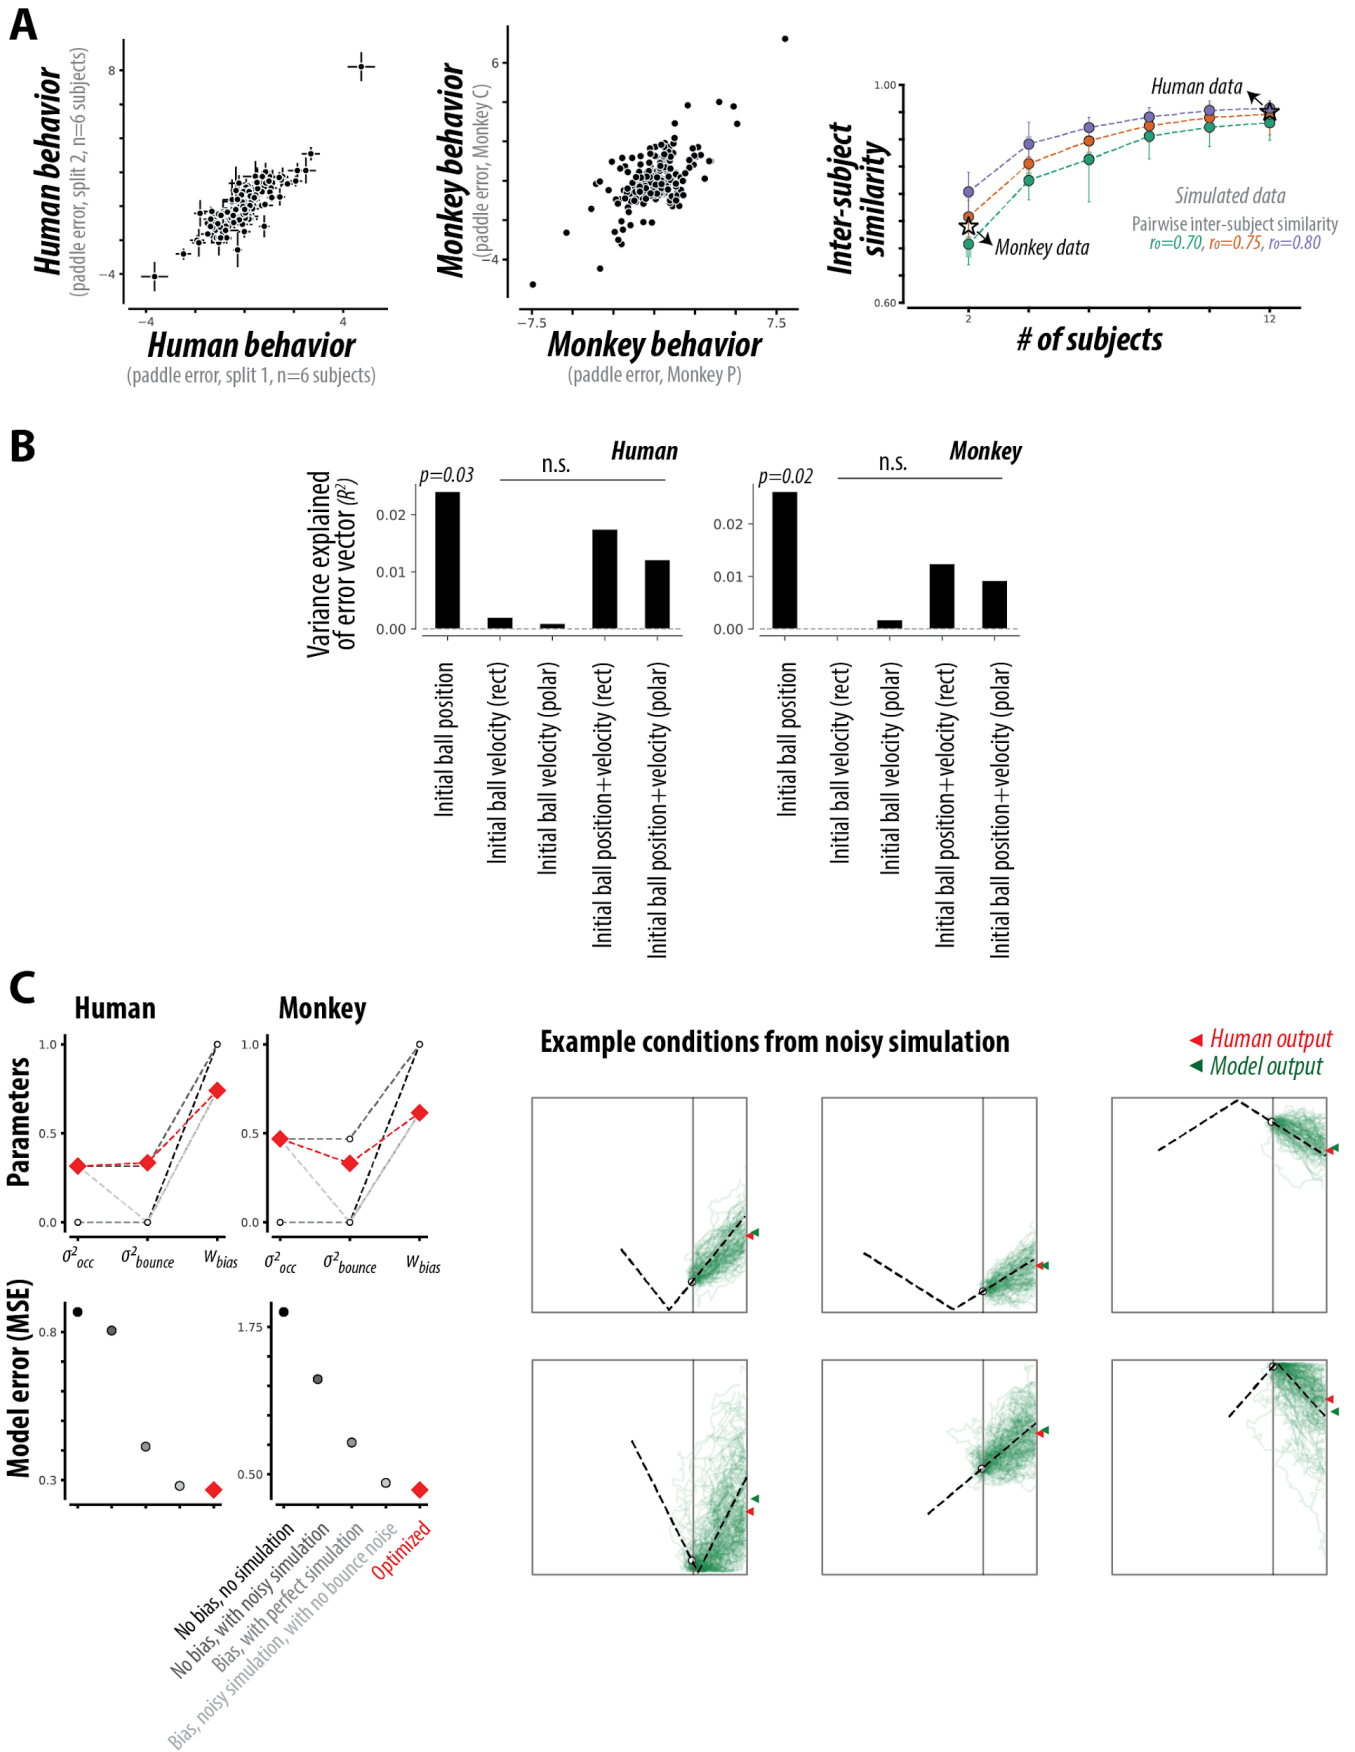 A
Human behavior
(paddle error, split 2, n=6 subjects)
8
−4
−4
4
Human behavior
(paddle error, split 1, n=6 subjects)
Monkey behavior
(paddle error, Monkey C)
6
−4
−7.5
7.5
Monkey behavior
(paddle error, Monkey P)
Inter-subject
similarity
1.00
0.60
Human data
Monkey data
Simulated data
Pairwise inter-subject similarity
r₀=0.70, r₀=0.75, r₀=0.80
2
12
# of subjects
B
Variance explained
of error vector (R²)
Human
p=0.03
n.s.
0.02
0.01
0.00
Initial ball position
Initial ball velocity (rect)
Initial ball velocity (polar)
Initial ball position+velocity (rect)
Initial ball position+velocity (polar)
Monkey
p=0.02
n.s.
0.02
0.01
0.00
Initial ball position
Initial ball velocity (rect)
Initial ball velocity (polar)
Initial ball position+velocity (rect)
Initial ball position+velocity (polar)
C
Human
Monkey
Parameters
1.0
0.5
0.0
σ²occ
σ²bounce
wbias
1.0
0.5
0.0
σ²occ
σ²bounce
wbias
Model error (MSE)
0.8
0.3
1.75
0.50
No bias, no simulation
No bias, with noisy simulation
Bias, with perfect simulation
Bias, noisy simulation, with no bounce noise
Optimized
Example conditions from noisy simulation
Human output
Model output